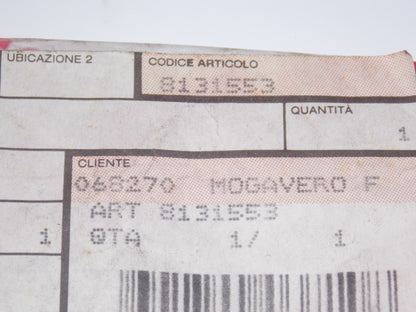 UBICAZIONE 2
CODICE ARTICOLO
8131553
QUANTITÀ
1
CLIENTE
068270 MOGAVERO F
ART 8131553
1
QTA 1/ 1